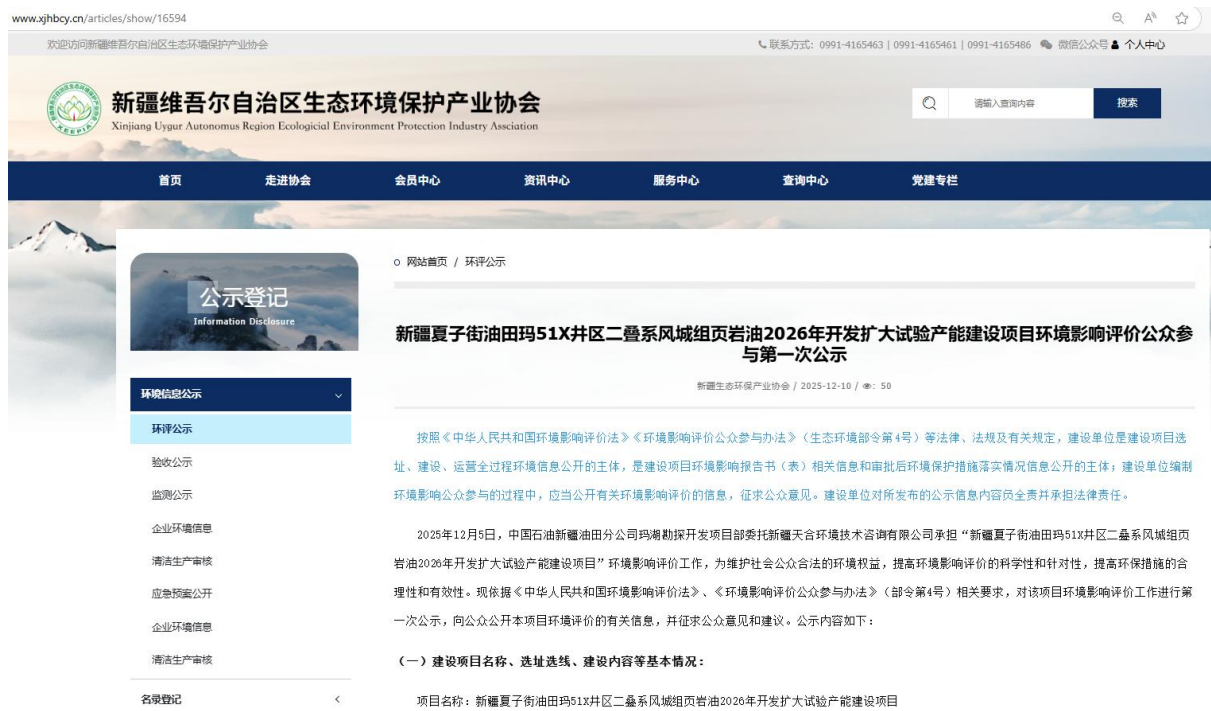 www.xjhbcy.cn/articles/show/16594
欢迎访问新疆维吾尔自治区生态环境保护产业协会
联系方式: 0991-4165463 | 0991-4165461 | 0991-4165486 微信公众号 个人中心
新疆维吾尔自治区生态环境保护产业协会
Xinjiang Uygur Autonomus Region Ecologicial Environment Protection Industry Assciation
XEEPIA
请输入查询内容 搜索
首页 走进协会 会员中心 资讯中心 服务中心 查询中心 党建专栏
公示登记
Information Disclosure
环境信息公示
环评公示
验收公示
监测公示
企业环境信息
清洁生产审核
应急预案公开
企业环境信息
清洁生产审核
名录登记
网站首页 / 环评公示
新疆夏子街油田玛51X井区二叠系风城组页岩油2026年开发扩大试验产能建设项目环境影响评价公众参
与第一次公示
新疆生态环保产业协会 / 2025-12-10 / : 50
按照《中华人民共和国环境影响评价法》《环境影响评价公众参与办法》（生态环境部令第4号）等法律、法规及有关规定，建设单位是建设项目选
址、建设、运营全过程环境信息公开的主体，是建设项目环境影响报告书（表）相关信息和审批后环境保护措施落实情况信息公开的主体；建设单位编制
环境影响公众参与的过程中，应当公开有关环境影响评价的信息，征求公众意见。建设单位对所发布的公示信息内容负全责并承担法律责任。
2025年12月5日，中国石油新疆油田分公司玛湖勘探开发项目部委托新疆天合环境技术咨询有限公司承担“新疆夏子街油田玛51X井区二叠系风城组页
岩油2026年开发扩大试验产能建设项目”环境影响评价工作，为维护社会公众合法的环境权益，提高环境影响评价的科学性和针对性，提高环保措施的合
理性和有效性。现依据《中华人民共和国环境影响评价法》、《环境影响评价公众参与办法》（部令第4号）相关要求，对该项目环境影响评价工作进行第
一次公示，向公众公开本项目环境评价的有关信息，并征求公众意见和建议。公示内容如下：
（一）建设项目名称、选址选线、建设内容等基本情况：
项目名称：新疆夏子街油田玛51X井区二叠系风城组页岩油2026年开发扩大试验产能建设项目